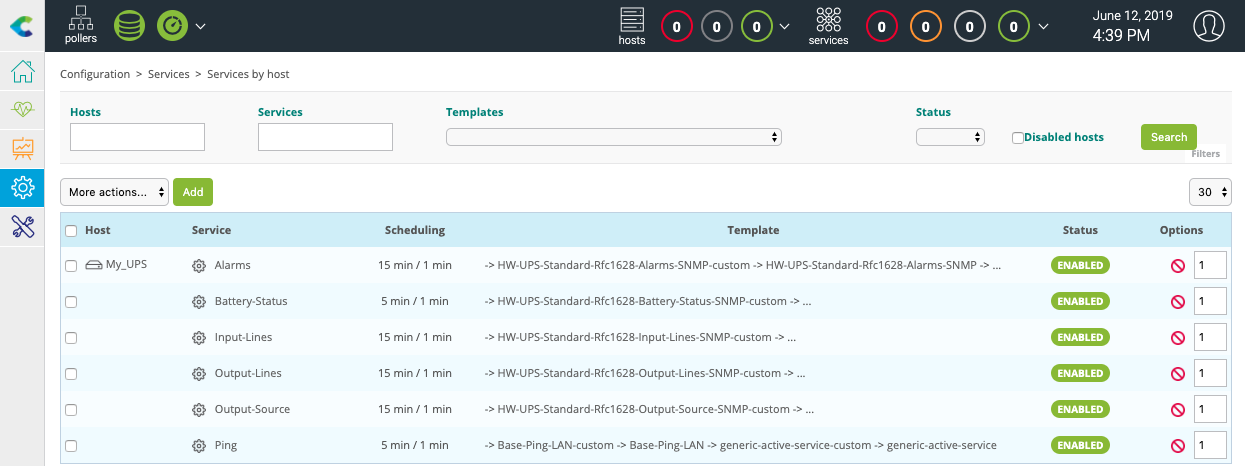 pollers
hosts 0 0 0
services 0 0 0 0
June 12, 2019
4:39 PM
Configuration > Services > Services by host
Hosts Services Templates Status
Disabled hosts Search
Filters
More actions... Add 30
Host Service Scheduling Template Status Options
My_UPS Alarms 15 min / 1 min -> HW-UPS-Standard-Rfc1628-Alarms-SNMP-custom -> HW-UPS-Standard-Rfc1628-Alarms-SNMP -> ... ENABLED 1
Battery-Status 5 min / 1 min -> HW-UPS-Standard-Rfc1628-Battery-Status-SNMP-custom -> ... ENABLED 1
Input-Lines 15 min / 1 min -> HW-UPS-Standard-Rfc1628-Input-Lines-SNMP-custom -> ... ENABLED 1
Output-Lines 15 min / 1 min -> HW-UPS-Standard-Rfc1628-Output-Lines-SNMP-custom -> ... ENABLED 1
Output-Source 15 min / 1 min -> HW-UPS-Standard-Rfc1628-Output-Source-SNMP-custom -> ... ENABLED 1
Ping 5 min / 1 min -> Base-Ping-LAN-custom -> Base-Ping-LAN -> generic-active-service-custom -> generic-active-service ENABLED 1